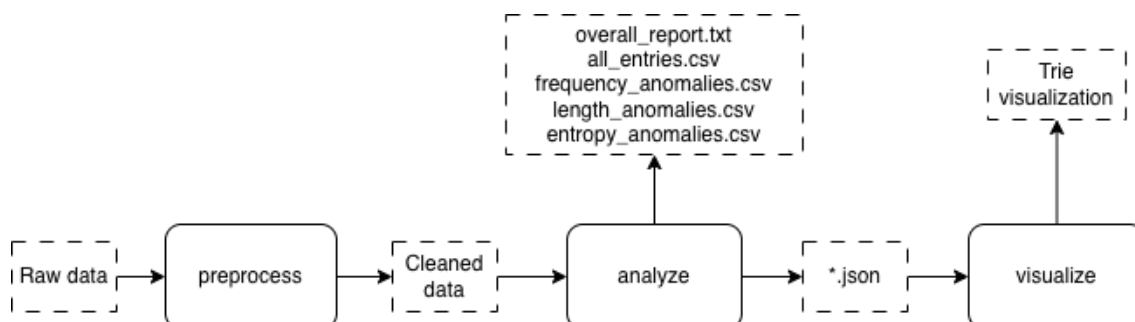 overall_report.txt
all_entries.csv
frequency_anomalies.csv
length_anomalies.csv
entropy_anomalies.csv
Trie
visualization
Raw data
preprocess
Cleaned
data
analyze
*.json
visualize